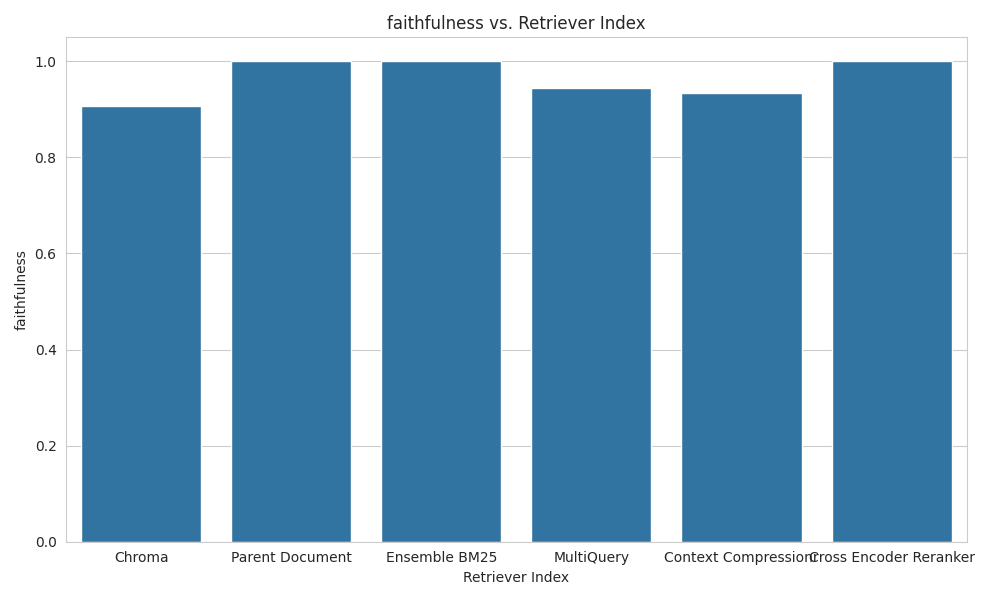 faithfulness vs. Retriever Index
faithfulness
1.0
0.8
0.6
0.4
0.2
0.0
Chroma
Parent Document
Ensemble BM25
MultiQuery
Context Compression
Cross Encoder Reranker
Retriever Index